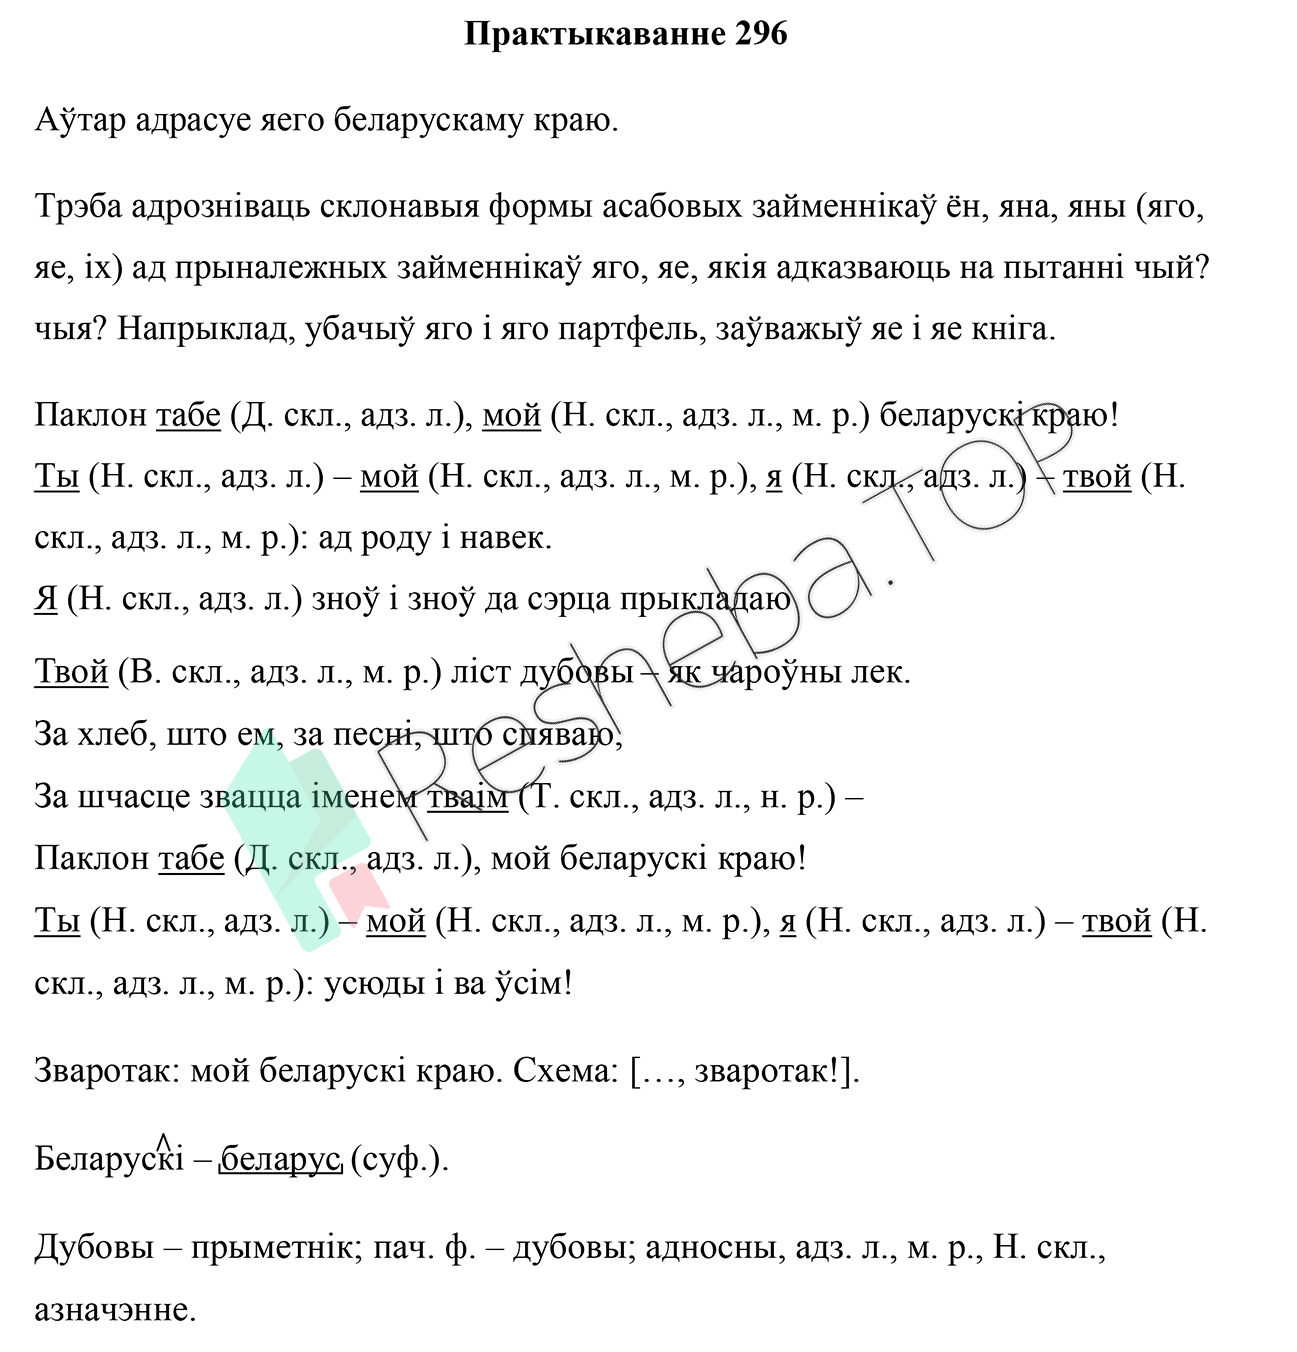 Практыкаванне 296
Аўтар адрасуе яего беларускаму краю.
Трэба адрозніваць склонавыя формы асабовых займеннікаў ён, яна, яны (яго,
яе, іх) ад прыналежных займеннікаў яго, яе, якія адказваюць на пытанні чый?
чыя? Напрыклад, убачыў яго і яго партфель, заўважыў яе і яе кніга.
Паклон табе (Д. скл., адз. л.), мой (Н. скл., адз. л., м. р.) беларускі краю!
Ты (Н. скл., адз. л.) – мой (Н. скл., адз. л., м. р.), я (Н. скл., адз. л.) – твой (Н.
скл., адз. л., м. р.): ад роду і навек.
Я (Н. скл., адз. л.) зноў і зноў да сэрца прыкладаю
Твой (В. скл., адз. л., м. р.) ліст дубовы – як чароўны лек.
За хлеб, што ем, за песні, што спяваю,
За шчасце звацца іменем тваім (Т. скл., адз. л., н. р.) –
Паклон табе (Д. скл., адз. л.), мой беларускі краю!
Ты (Н. скл., адз. л.) – мой (Н. скл., адз. л., м. р.), я (Н. скл., адз. л.) – твой (Н.
скл., адз. л., м. р.): усюды і ва ўсім!
Зваротак: мой беларускі краю. Схема: […, зваротак!].
Беларускі – беларус (суф.).
Дубовы – прыметнік; пач. ф. – дубовы; адносны, адз. л., м. р., Н. скл.,
азначэнне.
Resheba.TOP